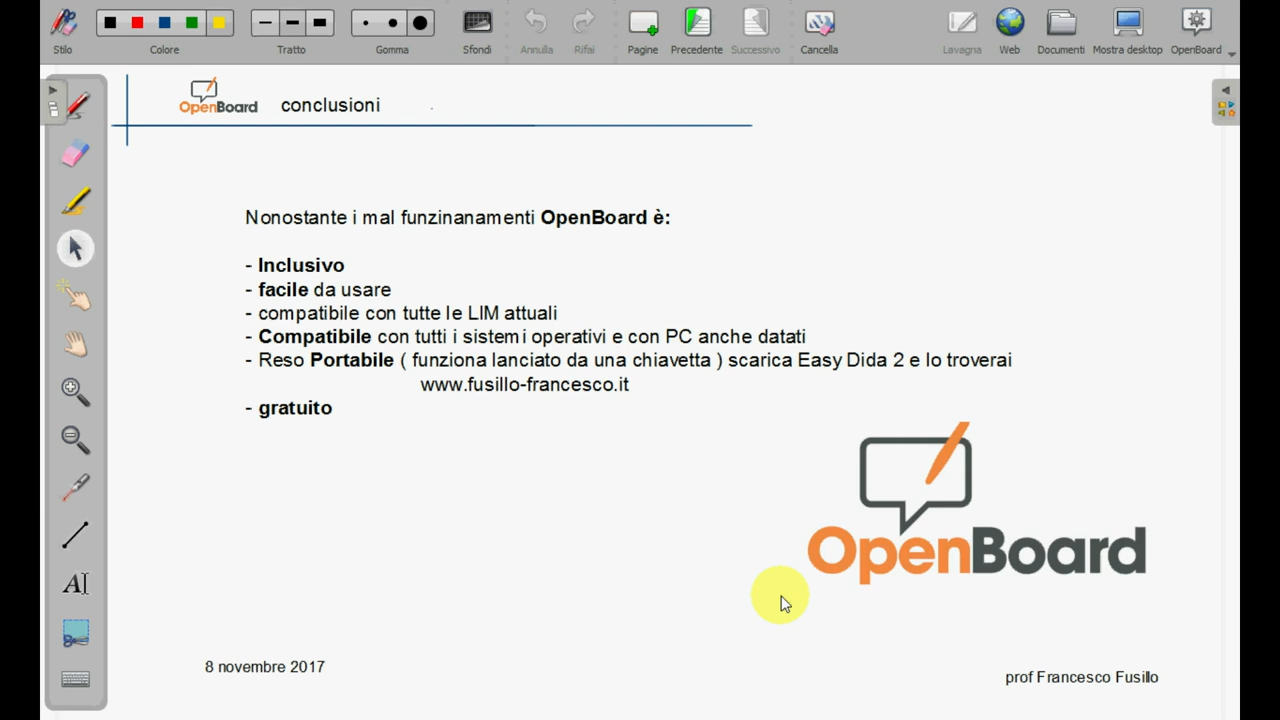 Stilo
Colore
Tratto
Gomma
Sfondi
Annulla
Rifai
Pagine
Precedente
Successivo
Cancella
Lavagna
Web
Documenti
Mostra desktop
OpenBoard
OpenBoard
conclusioni
Nonostante i mal funzinanamenti OpenBoard è:
- Inclusivo
- facile da usare
- compatibile con tutte le LIM attuali
- Compatibile con tutti i sistemi operativi e con PC anche datati
- Reso Portabile ( funziona lanciato da una chiavetta ) scarica Easy Dida 2 e lo troverai
www.fusillo-francesco.it
- gratuito
OpenBoard
AI
8 novembre 2017
prof Francesco Fusillo